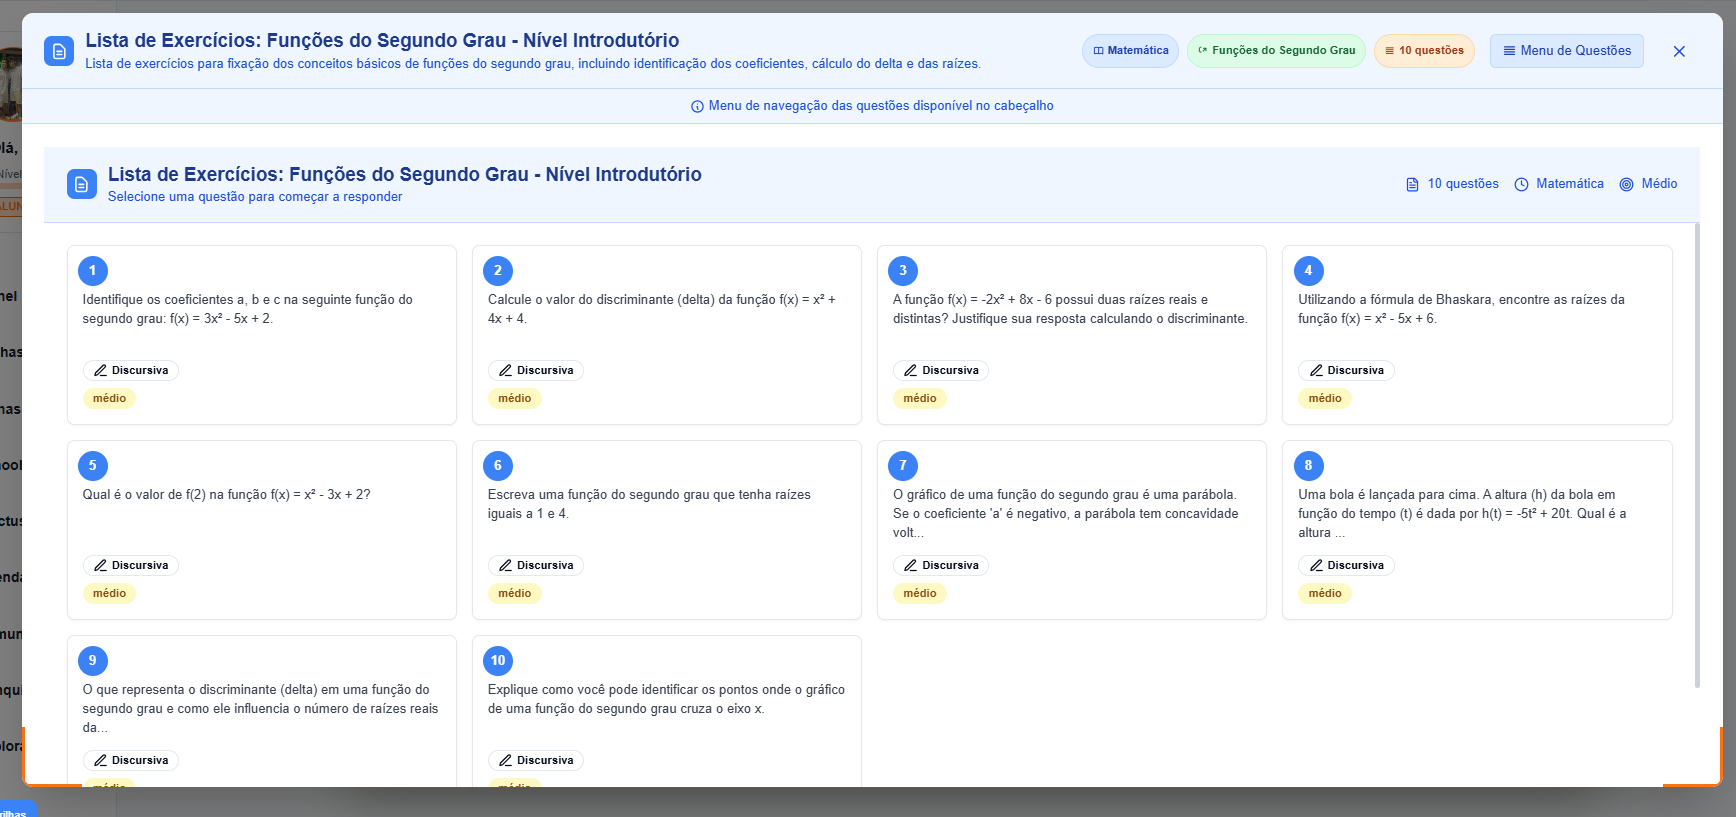 Lista de Exercícios: Funções do Segundo Grau - Nível Introdutório
Lista de exercícios para fixação dos conceitos básicos de funções do segundo grau, incluindo identificação dos coeficientes, cálculo do delta e das raízes.
Matemática
Funções do Segundo Grau
10 questões
Menu de Questões
Menu de navegação das questões disponível no cabeçalho
Lista de Exercícios: Funções do Segundo Grau - Nível Introdutório
Selecione uma questão para começar a responder
10 questões
Matemática
Médio
1
Identifique os coeficientes a, b e c na seguinte função do
segundo grau: f(x) = 3x² - 5x + 2.
Discursiva
médio
2
Calcule o valor do discriminante (delta) da função f(x) = x² +
4x + 4.
Discursiva
médio
3
A função f(x) = -2x² + 8x - 6 possui duas raízes reais e
distintas? Justifique sua resposta calculando o discriminante.
Discursiva
médio
4
Utilizando a fórmula de Bhaskara, encontre as raízes da
função f(x) = x² - 5x + 6.
Discursiva
médio
5
Qual é o valor de f(2) na função f(x) = x² - 3x + 2?
Discursiva
médio
6
Escreva uma função do segundo grau que tenha raízes
iguais a 1 e 4.
Discursiva
médio
7
O gráfico de uma função do segundo grau é uma parábola.
Se o coeficiente 'a' é negativo, a parábola tem concavidade
volt...
Discursiva
médio
8
Uma bola é lançada para cima. A altura (h) da bola em
função do tempo (t) é dada por h(t) = -5t² + 20t. Qual é a
altura ...
Discursiva
médio
9
O que representa o discriminante (delta) em uma função do
segundo grau e como ele influencia o número de raízes reais
da...
Discursiva
médio
10
Explique como você pode identificar os pontos onde o gráfico
de uma função do segundo grau cruza o eixo x.
Discursiva
médio